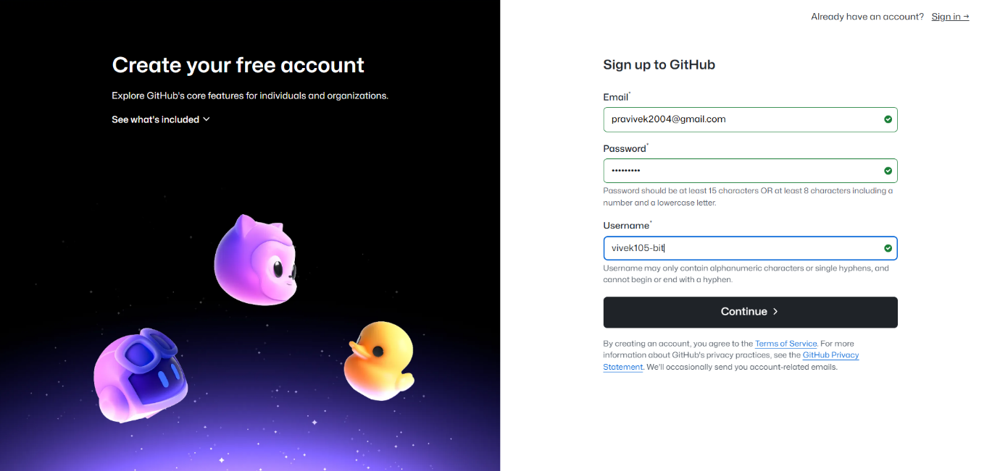 Already have an account? Sign in →
Create your free account
Explore GitHub's core features for individuals and organizations.
See what's included
Sign up to GitHub
Email*
pravivek2004@gmail.com
Password*
•••••••••
Password should be at least 15 characters OR at least 8 characters including a
number and a lowercase letter.
Username*
vivek105-bit
Username may only contain alphanumeric characters or single hyphens, and
cannot begin or end with a hyphen.
Continue
By creating an account, you agree to the Terms of Service. For more
information about GitHub's privacy practices, see the GitHub Privacy
Statement. We'll occasionally send you account-related emails.